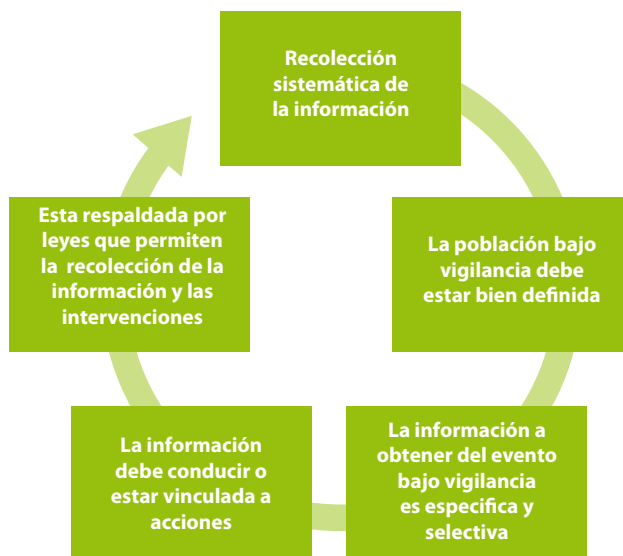 Recolección
sistemática de
la información
La población bajo
vigilancia debe
estar bien definida
La información a
obtener del evento
bajo vigilancia
es especifica y
selectiva
La información
debe conducir o
estar vinculada a
acciones
Esta respaldada por
leyes que permiten
la recolección de la
información y las
intervenciones